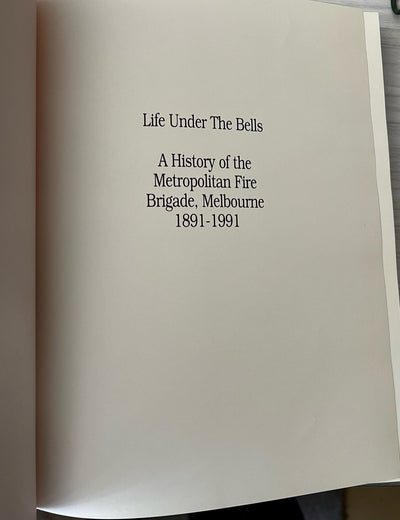 Life Under The Bells
A History of the
Metropolitan Fire
Brigade, Melbourne
1891-1991